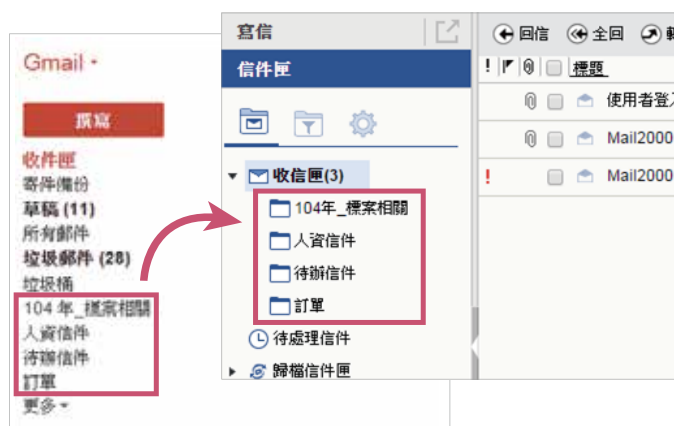 Gmail
撰寫
收件匣
寄件備份
草稿 (11)
所有郵件
垃圾郵件 (28)
垃圾桶
104 年_標案相關
人資信件
待辦信件
訂單
更多
寫信
信件匣
收信匣(3)
104年_標案相關
人資信件
待辦信件
訂單
待處理信件
歸檔信件匣
回信 全回 轉
! 標題
使用者登入
Mail2000
! Mail2000